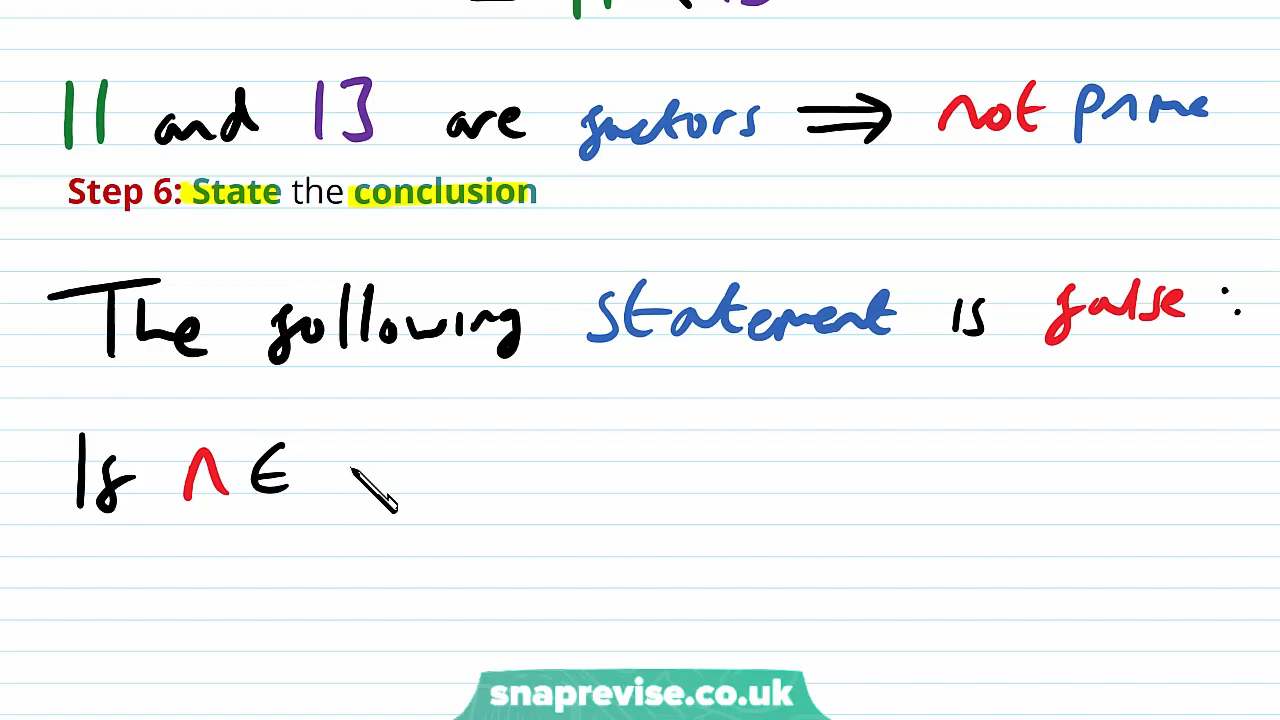 11 and 13 are factors ⟹ not prime
Step 6: State the conclusion
The following statement is false :
If n ∈
snaprevise.co.uk